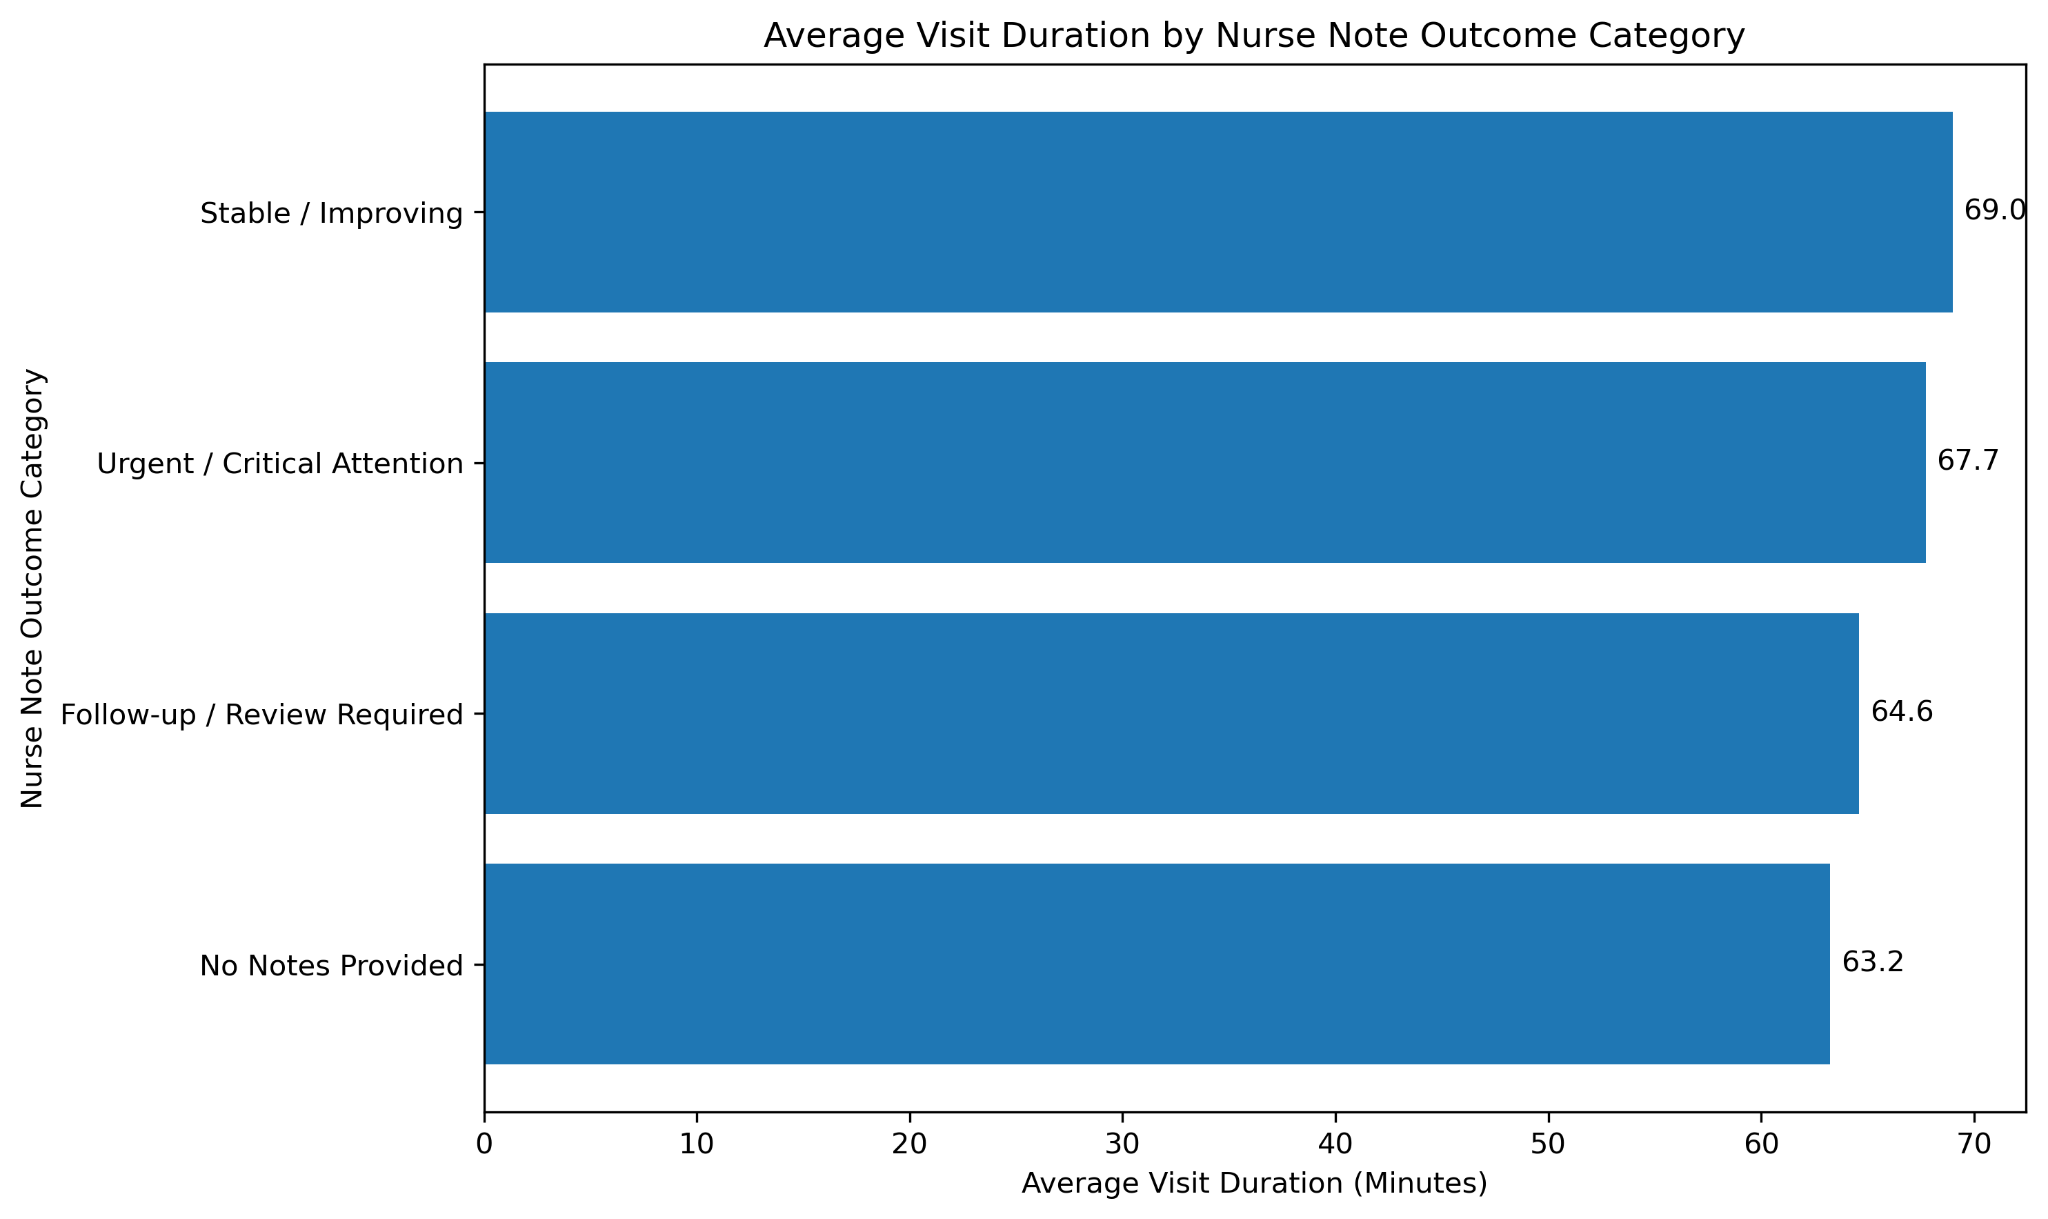 Average Visit Duration by Nurse Note Outcome Category
Nurse Note Outcome Category
Stable / Improving
69.0
Urgent / Critical Attention
67.7
Follow-up / Review Required
64.6
No Notes Provided
63.2
0 10 20 30 40 50 60 70
Average Visit Duration (Minutes)